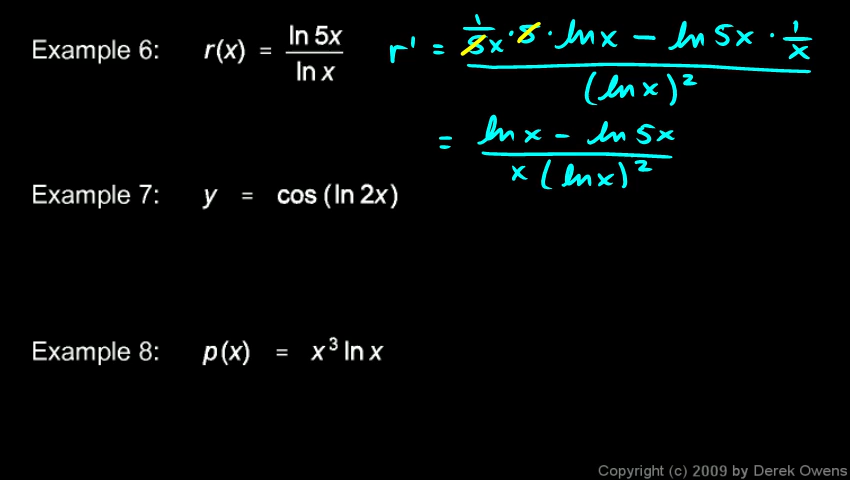 Example 6: r(x) = ln 5x / ln x r' = 1/5x · 5 · ln x − ln 5x · 1/x / (ln x)²
= ln x − ln 5x / x (ln x)²
Example 7: y = cos (ln 2x)
Example 8: p(x) = x³ ln x
Copyright (c) 2009 by Derek Owens